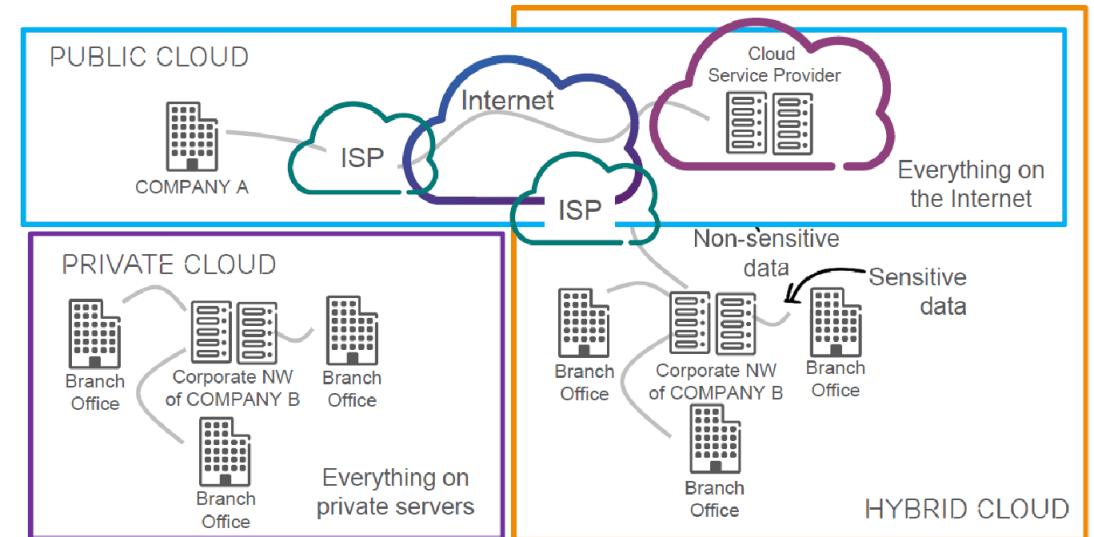 PUBLIC CLOUD
COMPANY A
ISP
Internet
Cloud
Service Provider
Everything on
the Internet
ISP
PRIVATE CLOUD
Branch
Office
Corporate NW
of COMPANY B
Branch
Office
Branch
Office
Everything on
private servers
Non-sensitive
data
Sensitive
data
Branch
Office
Corporate NW
of COMPANY B
Branch
Office
Branch
Office
HYBRID CLOUD